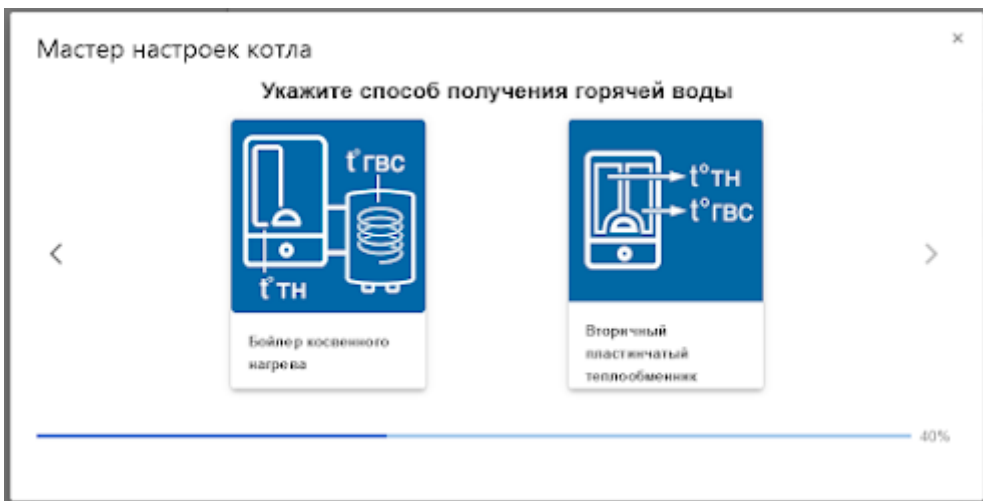 Мастер настроек котла
×
Укажите способ получения горячей воды
t°гвс
t°тн
Бойлер косвенного
нагрева
t°тн
t°гвс
Вторичный
пластинчатый
теплообменник
40%